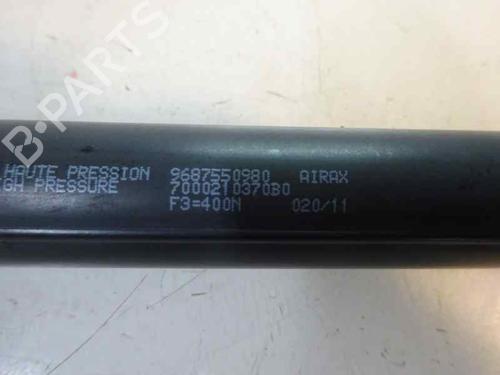 HAUTE PRESSION 9687550980 AIRAX
GH PRESSURE 7000210370B0
F3=400N 020/11
B-PARTS